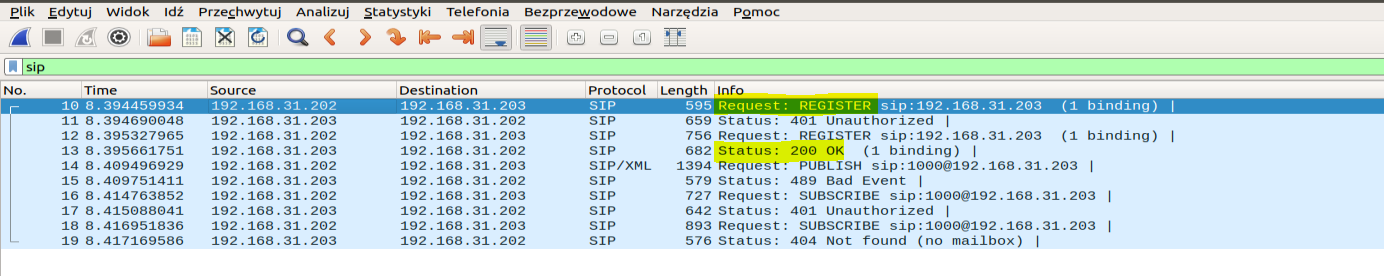 Plik Edytuj Widok Idź Przechwytuj Analizuj Statystyki Telefonia Bezprzewodowe Narzędzia Pomoc
sip
No. Time Source Destination Protocol Length Info
10 8.394459934 192.168.31.202 192.168.31.203 SIP 595 Request: REGISTER sip:192.168.31.203 (1 binding) |
11 8.394690048 192.168.31.203 192.168.31.202 SIP 659 Status: 401 Unauthorized |
12 8.395327965 192.168.31.202 192.168.31.203 SIP 756 Request: REGISTER sip:192.168.31.203 (1 binding) |
13 8.395661751 192.168.31.203 192.168.31.202 SIP 682 Status: 200 OK (1 binding) |
14 8.409496929 192.168.31.202 192.168.31.203 SIP/XML 1394 Request: PUBLISH sip:1000@192.168.31.203 |
15 8.409751411 192.168.31.203 192.168.31.202 SIP 579 Status: 489 Bad Event |
16 8.414763852 192.168.31.202 192.168.31.203 SIP 727 Request: SUBSCRIBE sip:1000@192.168.31.203 |
17 8.415088041 192.168.31.203 192.168.31.202 SIP 642 Status: 401 Unauthorized |
18 8.416951836 192.168.31.202 192.168.31.203 SIP 893 Request: SUBSCRIBE sip:1000@192.168.31.203 |
19 8.417169586 192.168.31.203 192.168.31.202 SIP 576 Status: 404 Not found (no mailbox) |